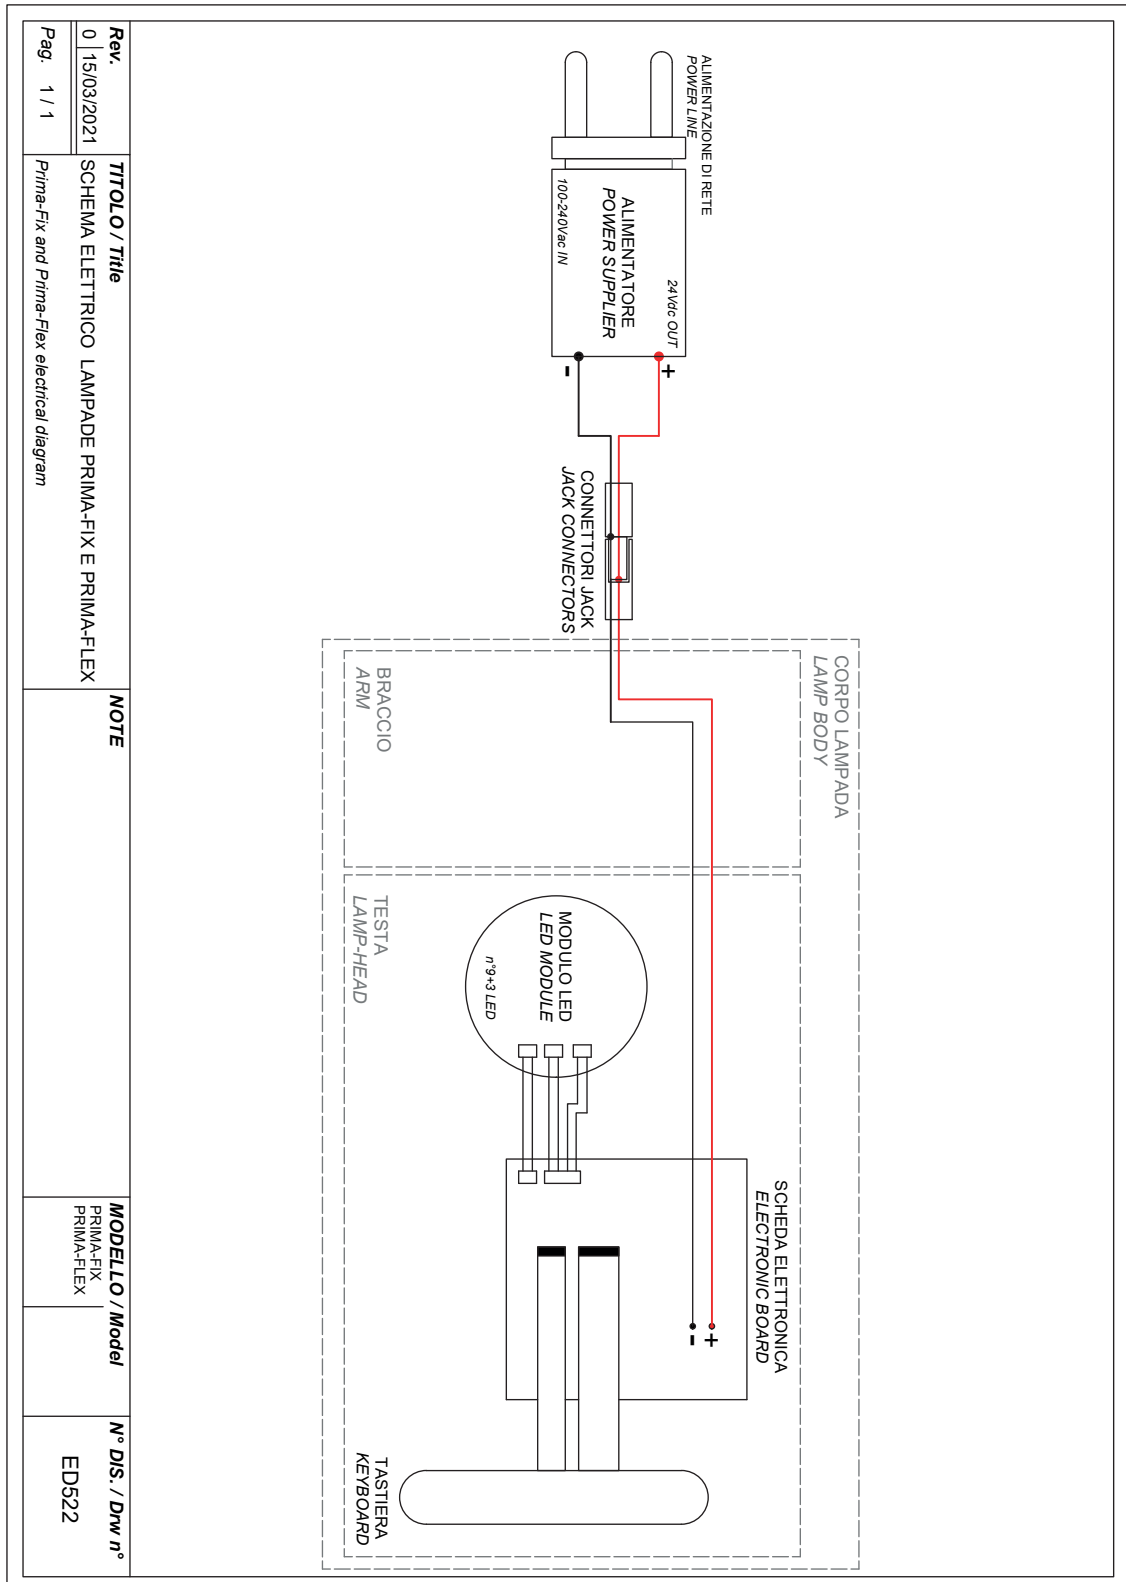 ALIMENTAZIONE DI RETE
POWER LINE
24Vdc OUT
ALIMENTATORE
POWER SUPPLIER
100-240Vac IN
+
-
CONNETTORI JACK
JACK CONNECTORS
CORPO LAMPADA
LAMP BODY
BRACCIO
ARM
TESTA
LAMP-HEAD
MODULO LED
LED MODULE
n°9+3 LED
SCHEDA ELETTRONICA
ELECTRONIC BOARD
+
-
TASTIERA
KEYBOARD
Rev.
0 15/03/2021
Pag. 1 / 1
TITOLO / Title
SCHEMA ELETTRICO LAMPADE PRIMA-FIX E PRIMA-FLEX
Prima-Fix and Prima-Flex electrical diagram
NOTE
MODELLO / Model
PRIMA-FIX
PRIMA-FLEX
N° DIS. / Drw n°
ED522